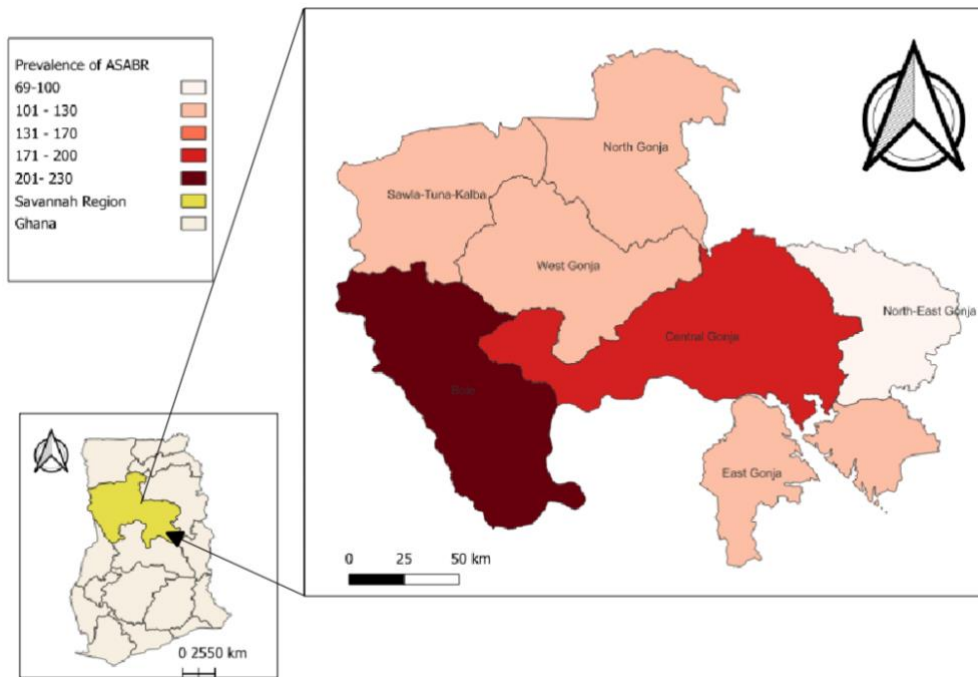 Prevalence of ASABR
69-100
101 - 130
131 - 170
171 - 200
201- 230
Savannah Region
Ghana
North Gonja
Sawla-Tuna-Kalba
West Gonja
North-East Gonja
Central Gonja
Bole
East Gonja
0 25 50 km
0 2550 km